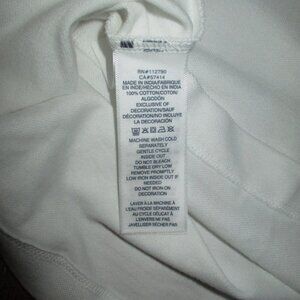 RN#112790
CA#57414
MADE IN INDIA/FABRIQUÉ
EN INDE/HECHO EN INDIA
100% COTTON/COTON/
ALGODÓN
EXCLUSIVE OF
DECORATION/SAUF
DÉCORATION/NO INCLUYE
LA DECORACIÓN
MACHINE WASH COLD
SEPARATELY
GENTLE CYCLE
INSIDE OUT
DO NOT BLEACH
TUMBLE DRY LOW
REMOVE PROMPTLY
LOW IRON INSIDE OUT IF
NEEDED
DO NOT IRON ON
DECORATION
LAVER À LA MACHINE À
L'EAU FROIDE SÉPARÉMENT
AU CYCLE DÉLICAT À
L'ENVERS NE PAS
JAVELLISER SÉCHER PAR